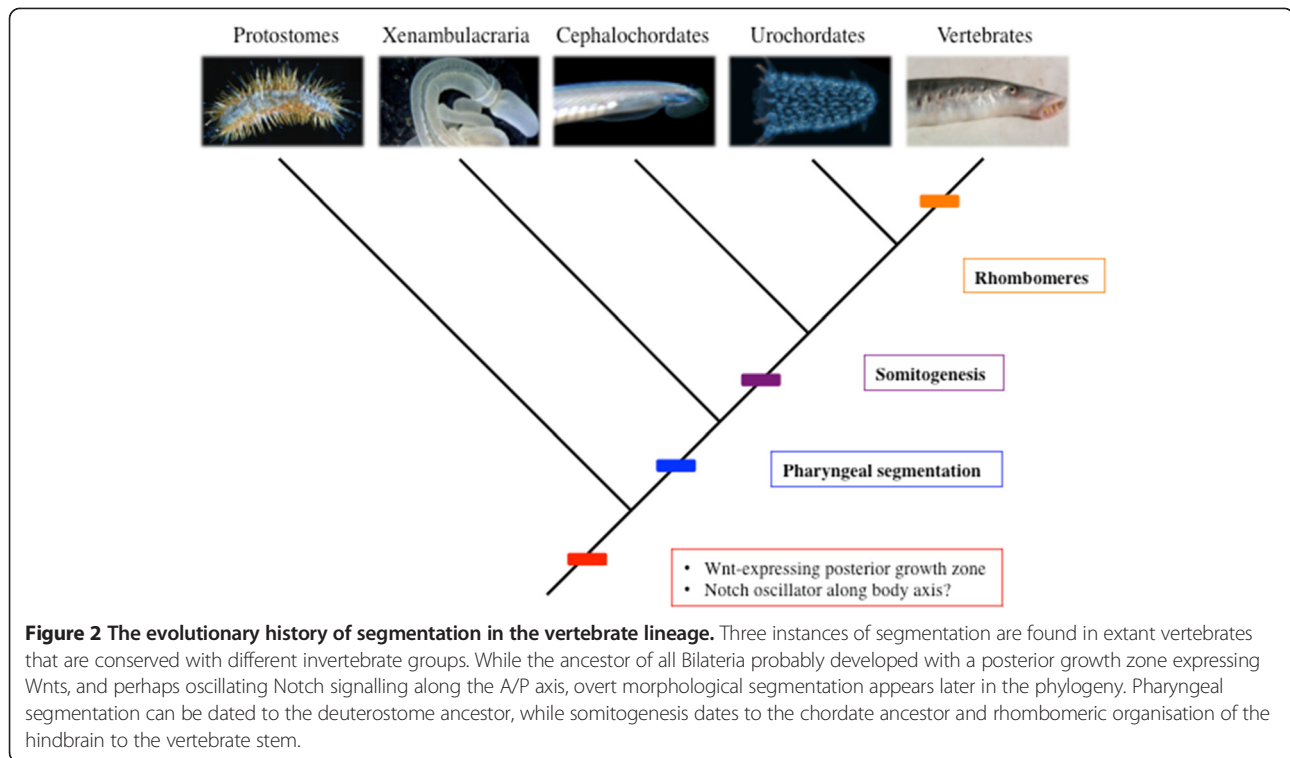 Protostomes Xenambulacraria Cephalochordates Urochordates Vertebrates
Rhombomeres
Somitogenesis
Pharyngeal segmentation
• Wnt-expressing posterior growth zone
• Notch oscillator along body axis?
Figure 2 The evolutionary history of segmentation in the vertebrate lineage. Three instances of segmentation are found in extant vertebrates
that are conserved with different invertebrate groups. While the ancestor of all Bilateria probably developed with a posterior growth zone expressing
Wnts, and perhaps oscillating Notch signalling along the A/P axis, overt morphological segmentation appears later in the phylogeny. Pharyngeal
segmentation can be dated to the deuterostome ancestor, while somitogenesis dates to the chordate ancestor and rhombomeric organisation of the
hindbrain to the vertebrate stem.